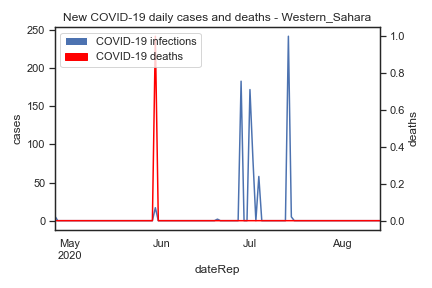 New COVID-19 daily cases and deaths - Western_Sahara
COVID-19 infections
COVID-19 deaths
250
200
150
100
50
0
cases
1.0
0.8
0.6
0.4
0.2
0.0
deaths
May Jun Jul Aug
2020
dateRep